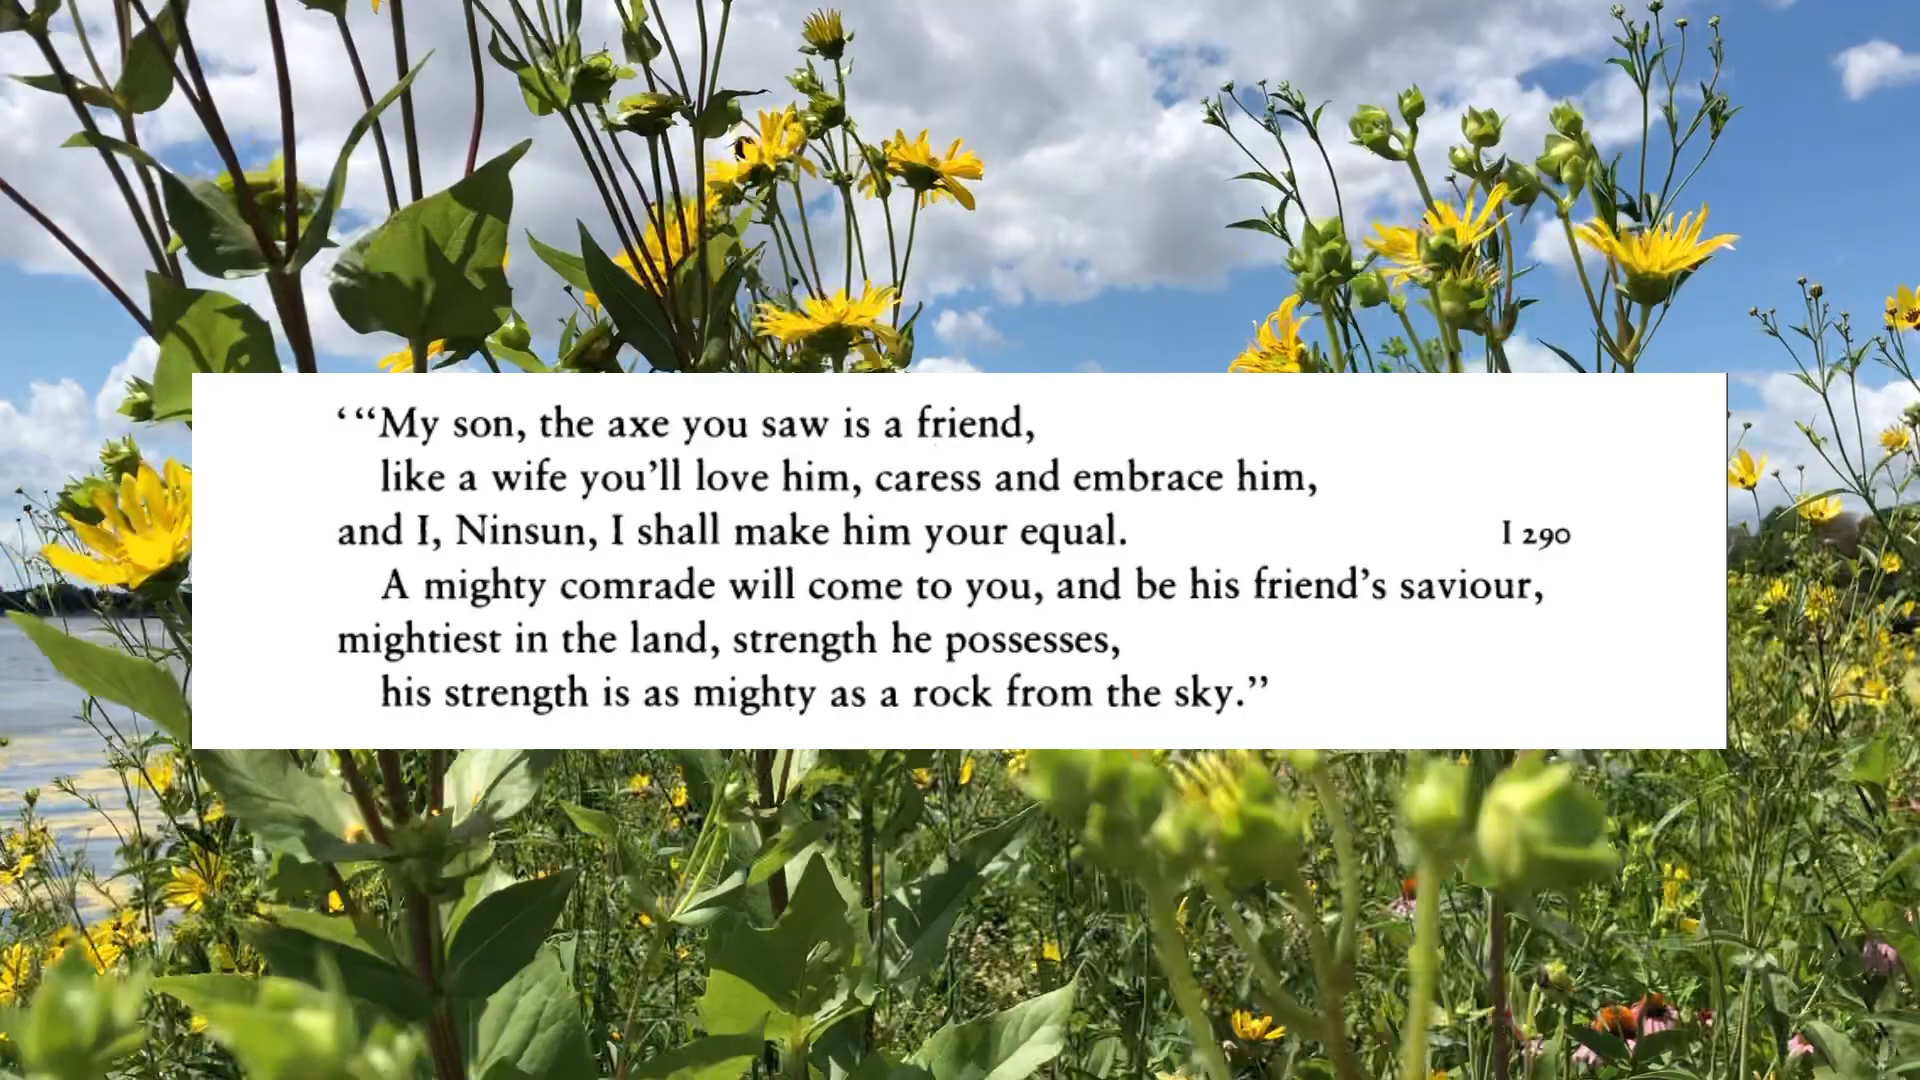 ‘“My son, the axe you saw is a friend,
like a wife you’ll love him, caress and embrace him,
and I, Ninsun, I shall make him your equal. I 290
A mighty comrade will come to you, and be his friend’s saviour,
mightiest in the land, strength he possesses,
his strength is as mighty as a rock from the sky.”